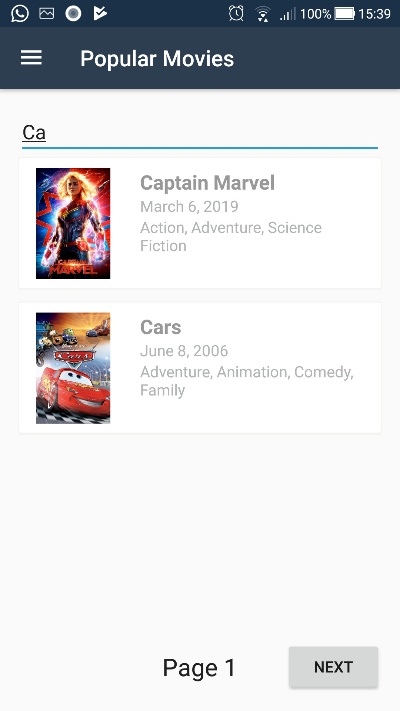 100% 15:39
Popular Movies
Ca
Captain Marvel
March 6, 2019
Action, Adventure, Science
Fiction
MARVEL
Cars
June 8, 2006
Adventure, Animation, Comedy,
Family
Cars
Page 1
NEXT